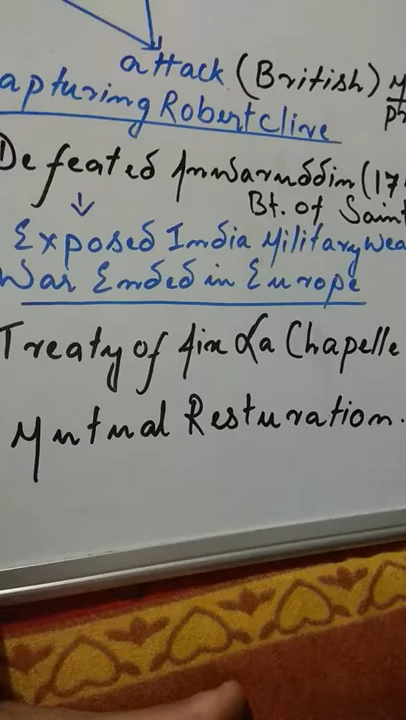 attack (British) M
apturing Robert Clive
Defeated Anwaruddin (17
Bt. of Saint
Exposed India Military Wea
War Ended in Europe
Treaty of Aix La Chapelle
Mutual Resturation.